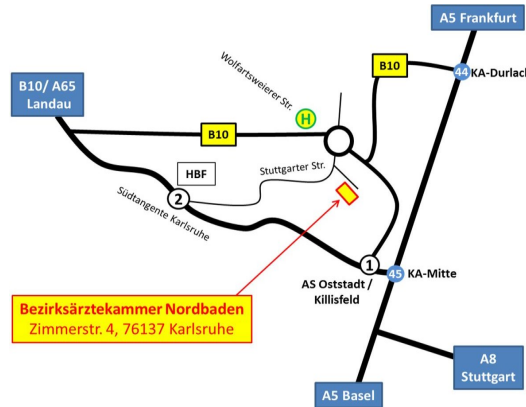 A5 Frankfurt
44
KA-Durlach
B10
Wolfartsweierer Str.
H
B10/ A65
Landau
B10
Stuttgarter Str.
HBF
2
Südtangente Karlsruhe
1
AS Oststadt /
Killisfeld
45
KA-Mitte
Bezirksärztekammer Nordbaden
Zimmerstr. 4, 76137 Karlsruhe
A8
Stuttgart
A5 Basel